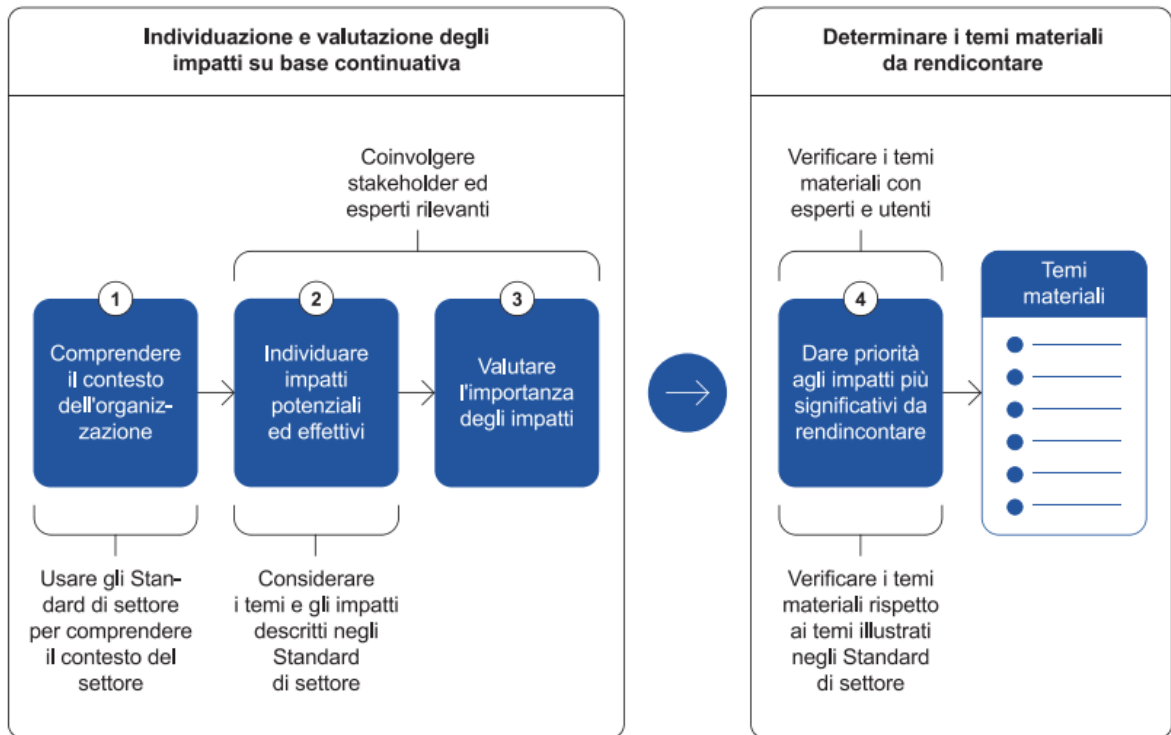 Individuazione e valutazione degli
impatti su base continuativa
Coinvolgere
stakeholder ed
esperti rilevanti
1
Comprendere
il contesto
dell'organiz-
zazione
2
Individuare
impatti
potenziali
ed effettivi
3
Valutare
l'importanza
degli impatti
Usare gli Stan-
dard di settore
per comprendere
il contesto del
settore
Considerare
i temi e gli impatti
descritti negli
Standard
di settore
Determinare i temi materiali
da rendicontare
Verificare i temi
materiali con
esperti e utenti
4
Dare priorità
agli impatti più
significativi da
rendincontare
Temi
materiali
Verificare i temi
materiali rispetto
ai temi illustrati
negli Standard
di settore